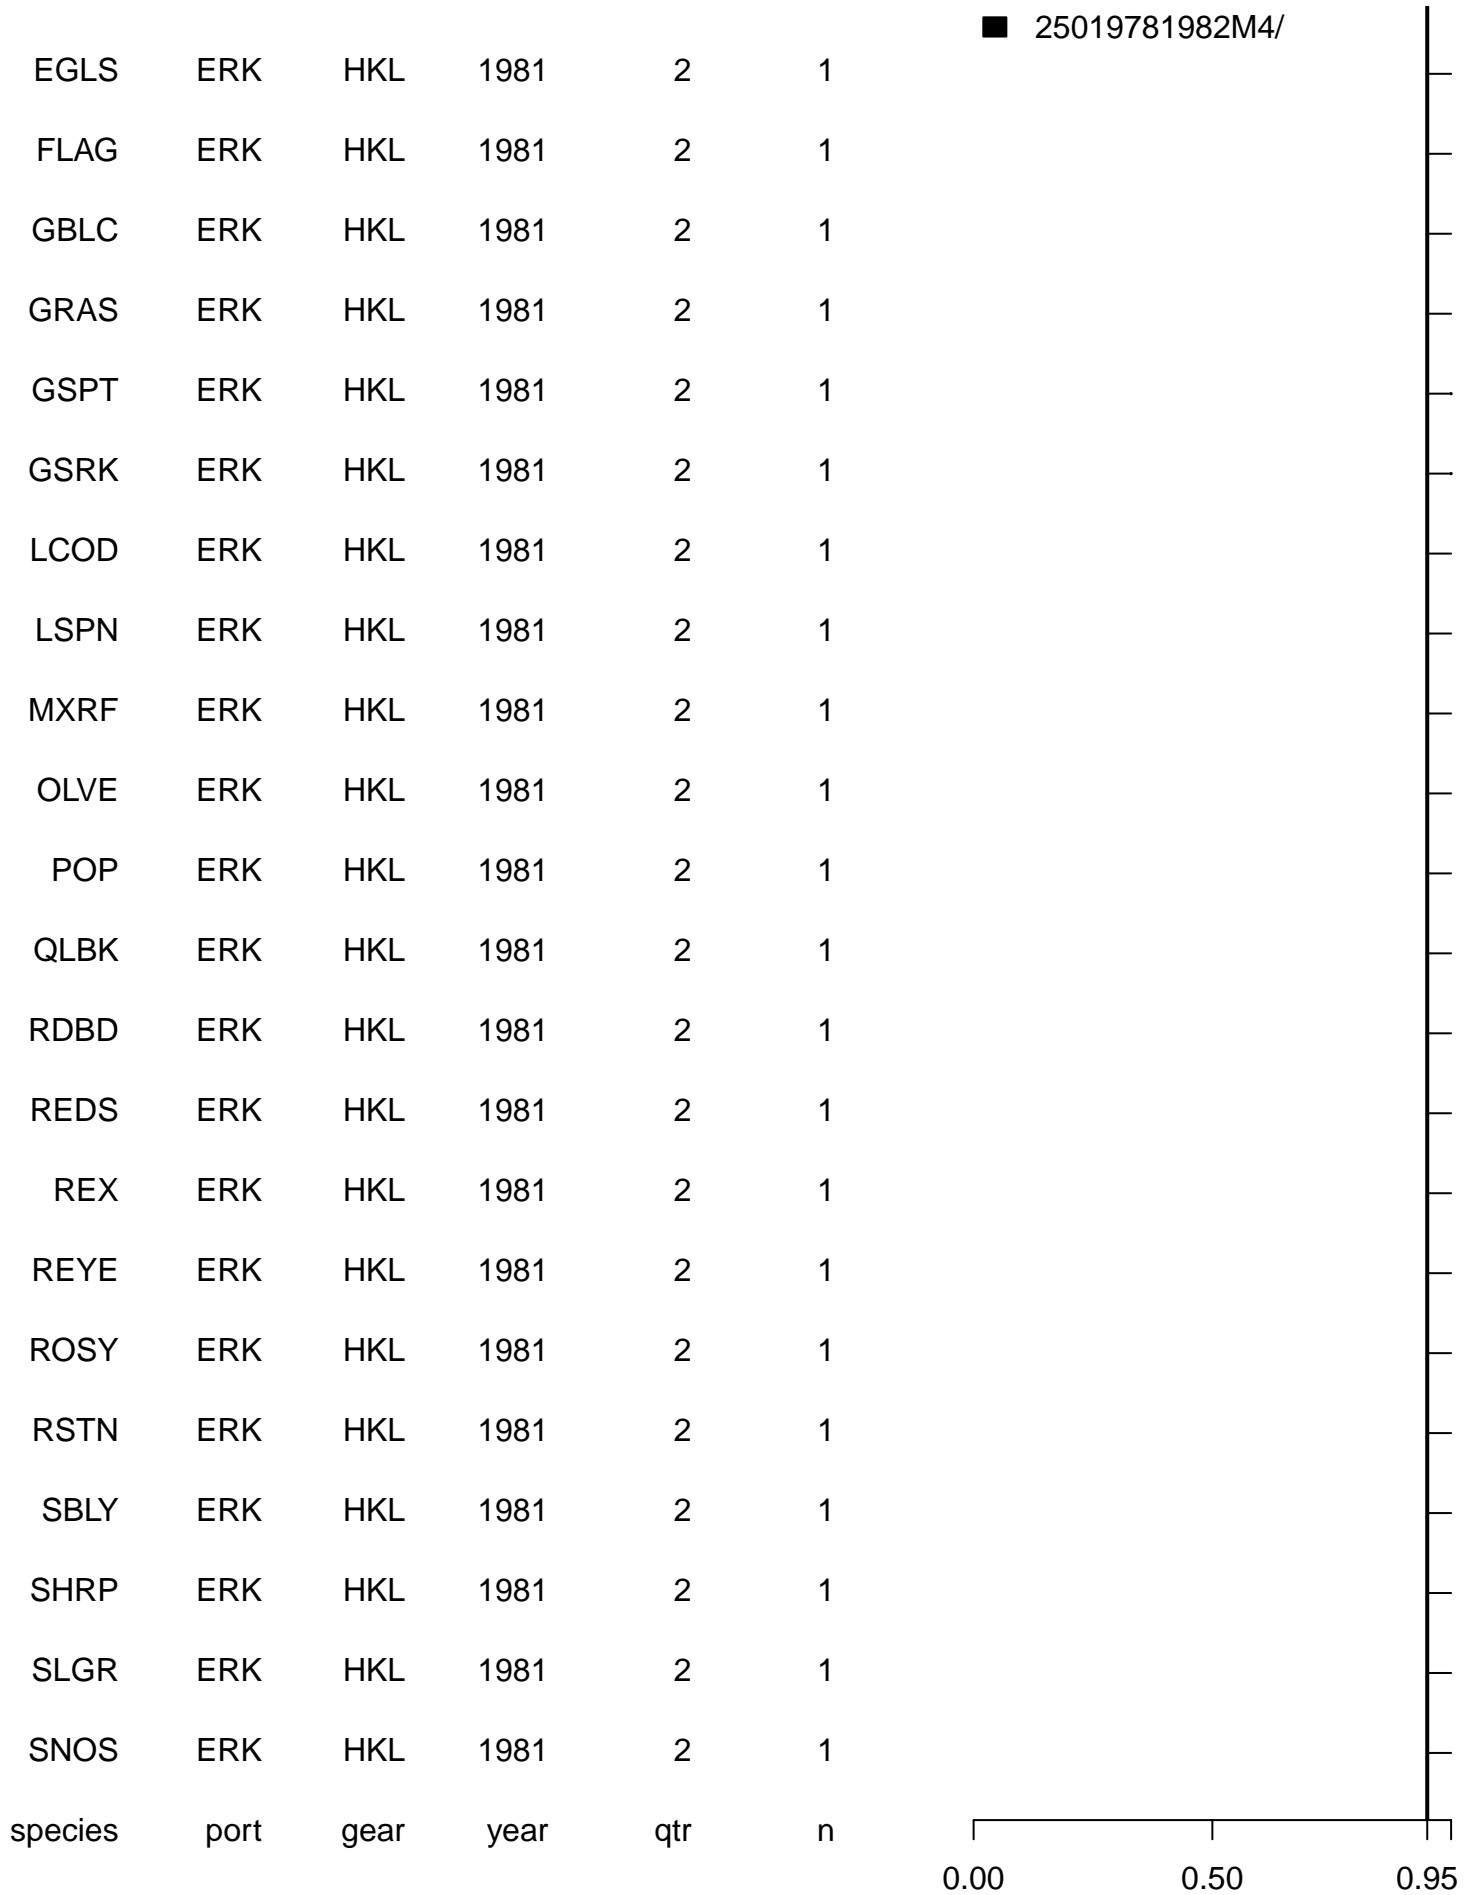 25019781982M4/
EGLS ERK HKL 1981 2 1
FLAG ERK HKL 1981 2 1
GBLC ERK HKL 1981 2 1
GRAS ERK HKL 1981 2 1
GSPT ERK HKL 1981 2 1
GSRK ERK HKL 1981 2 1
LCOD ERK HKL 1981 2 1
LSPN ERK HKL 1981 2 1
MXRF ERK HKL 1981 2 1
OLVE ERK HKL 1981 2 1
POP ERK HKL 1981 2 1
QLBK ERK HKL 1981 2 1
RDBD ERK HKL 1981 2 1
REDS ERK HKL 1981 2 1
REX ERK HKL 1981 2 1
REYE ERK HKL 1981 2 1
ROSY ERK HKL 1981 2 1
RSTN ERK HKL 1981 2 1
SBLY ERK HKL 1981 2 1
SHRP ERK HKL 1981 2 1
SLGR ERK HKL 1981 2 1
SNOS ERK HKL 1981 2 1
species port gear year qtr n
0.00 0.50 0.95